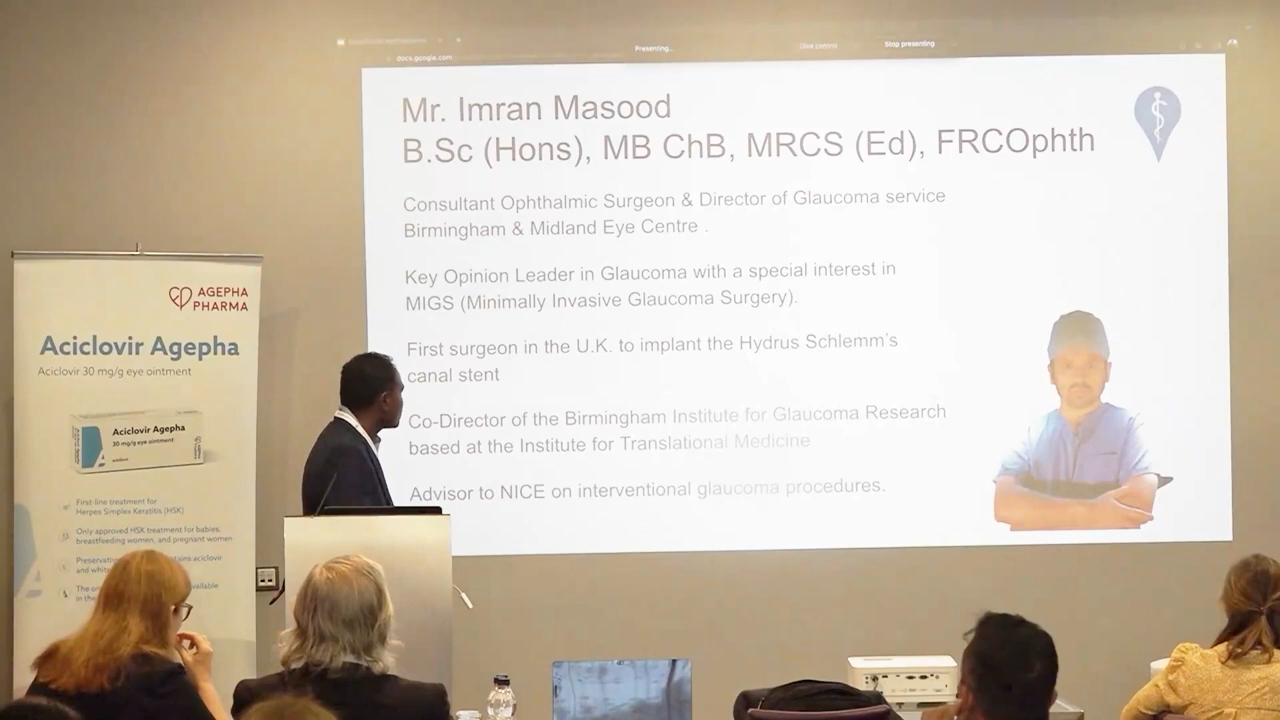 docs.google.com
Presenting...
Stop presenting
Mr. Imran Masood
B.Sc (Hons), MB ChB, MRCS (Ed), FRCOphth
Consultant Ophthalmic Surgeon & Director of Glaucoma service
Birmingham & Midland Eye Centre .
Key Opinion Leader in Glaucoma with a special interest in
MIGS (Minimally Invasive Glaucoma Surgery).
First surgeon in the U.K. to implant the Hydrus Schlemm's
canal stent
Co-Director of the Birmingham Institute for Glaucoma Research
based at the Institute for Translational Medicine
Advisor to NICE on interventional glaucoma procedures.
AGEPHA
PHARMA
Aciclovir Agepha
Aciclovir 30 mg/g eye ointment
Aciclovir Agepha
30 mg/g eye ointment
First-line treatment for
Herpes Simplex Keratitis (HSK)
Only approved HSK treatment for babies,
breastfeeding women, and pregnant women
aciclovir
and
The
in the